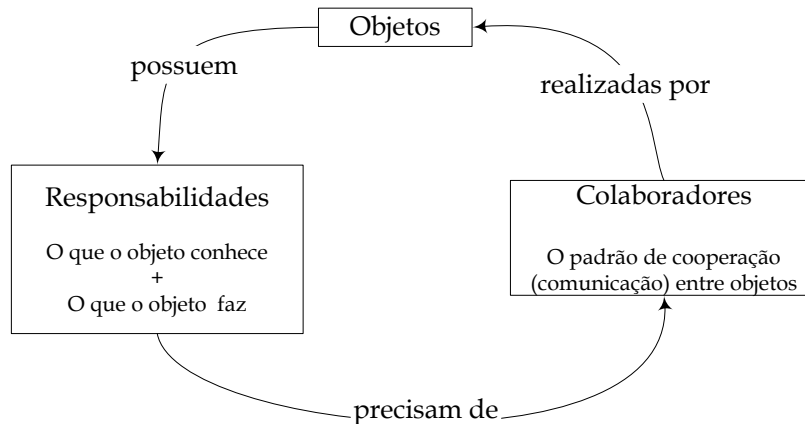 Objetos
possuem
realizadas por
Responsabilidades
O que o objeto conhece
+
O que o objeto faz
Colaboradores
O padrão de cooperação
(comunicação) entre objetos
precisam de